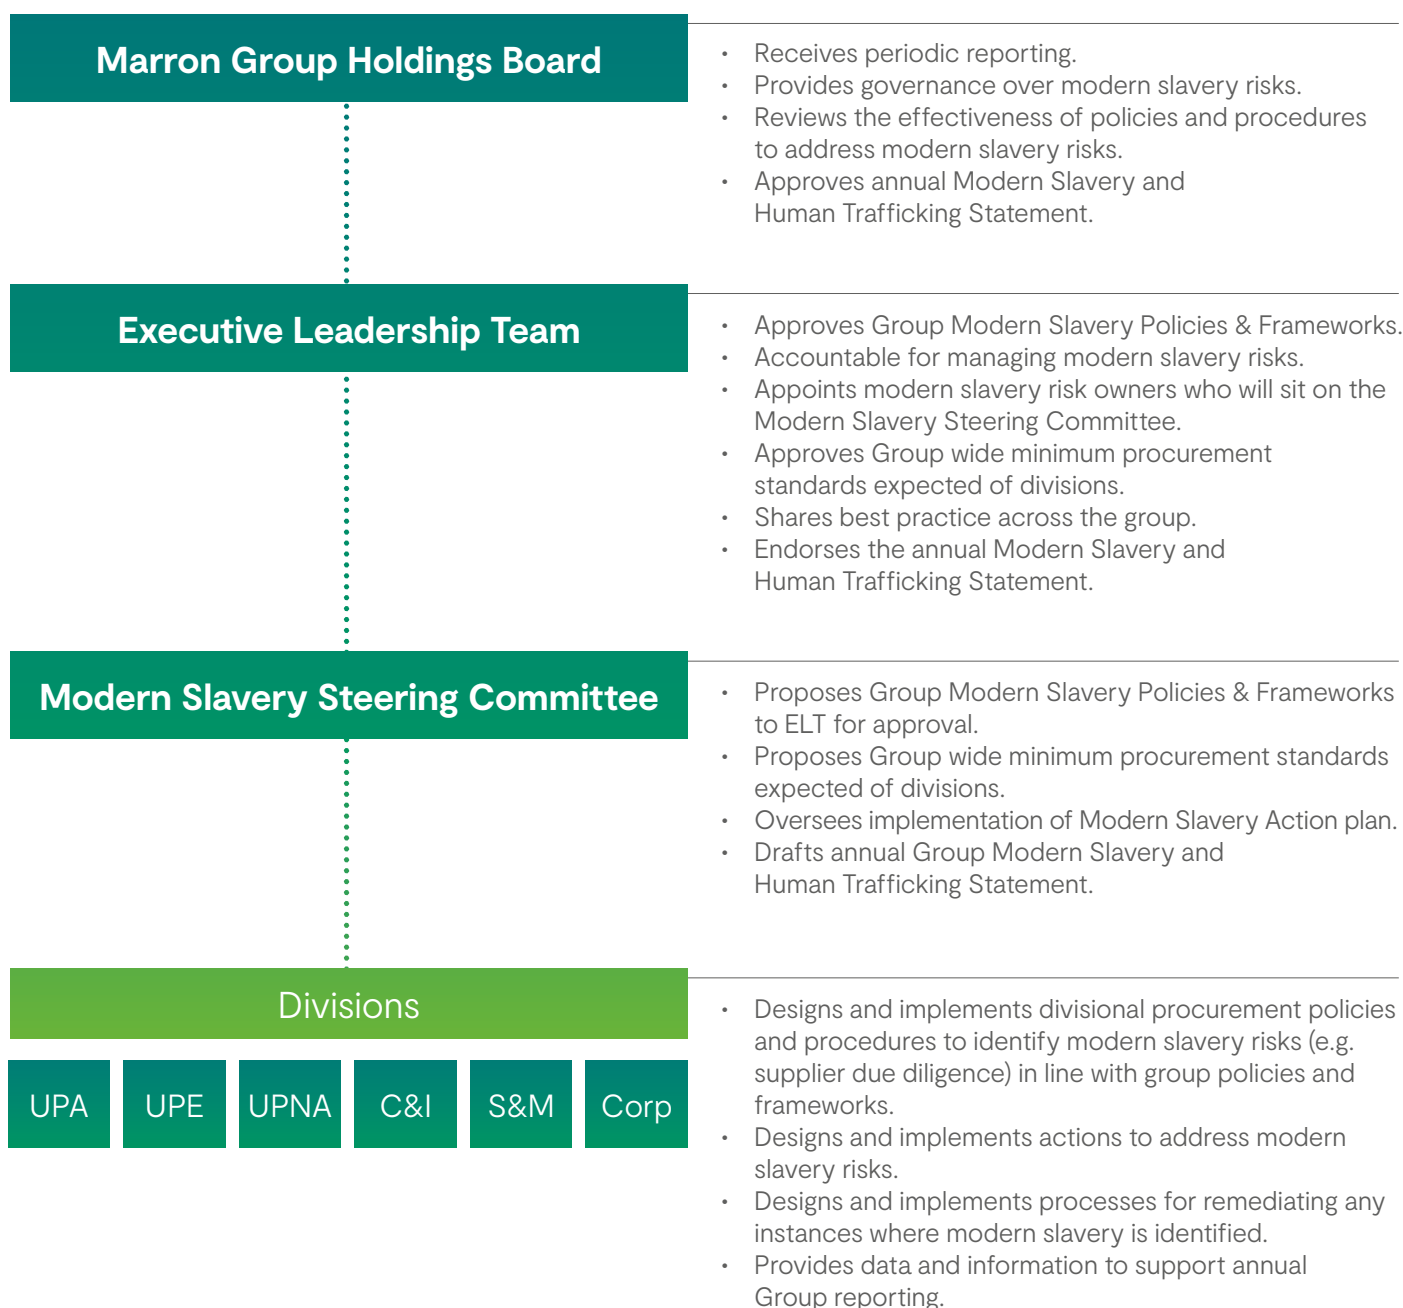 Marron Group Holdings Board
• Receives periodic reporting.
• Provides governance over modern slavery risks.
• Reviews the effectiveness of policies and procedures
to address modern slavery risks.
• Approves annual Modern Slavery and
Human Trafficking Statement.
Executive Leadership Team
• Approves Group Modern Slavery Policies & Frameworks.
• Accountable for managing modern slavery risks.
• Appoints modern slavery risk owners who will sit on the
Modern Slavery Steering Committee.
• Approves Group wide minimum procurement
standards expected of divisions.
• Shares best practice across the group.
• Endorses the annual Modern Slavery and
Human Trafficking Statement.
Modern Slavery Steering Committee
• Proposes Group Modern Slavery Policies & Frameworks
to ELT for approval.
• Proposes Group wide minimum procurement standards
expected of divisions.
• Oversees implementation of Modern Slavery Action plan.
• Drafts annual Group Modern Slavery and
Human Trafficking Statement.
Divisions
UPA UPE UPNA C&I S&M Corp
• Designs and implements divisional procurement policies
and procedures to identify modern slavery risks (e.g.
supplier due diligence) in line with group policies and
frameworks.
• Designs and implements actions to address modern
slavery risks.
• Designs and implements processes for remediating any
instances where modern slavery is identified.
• Provides data and information to support annual
Group reporting.